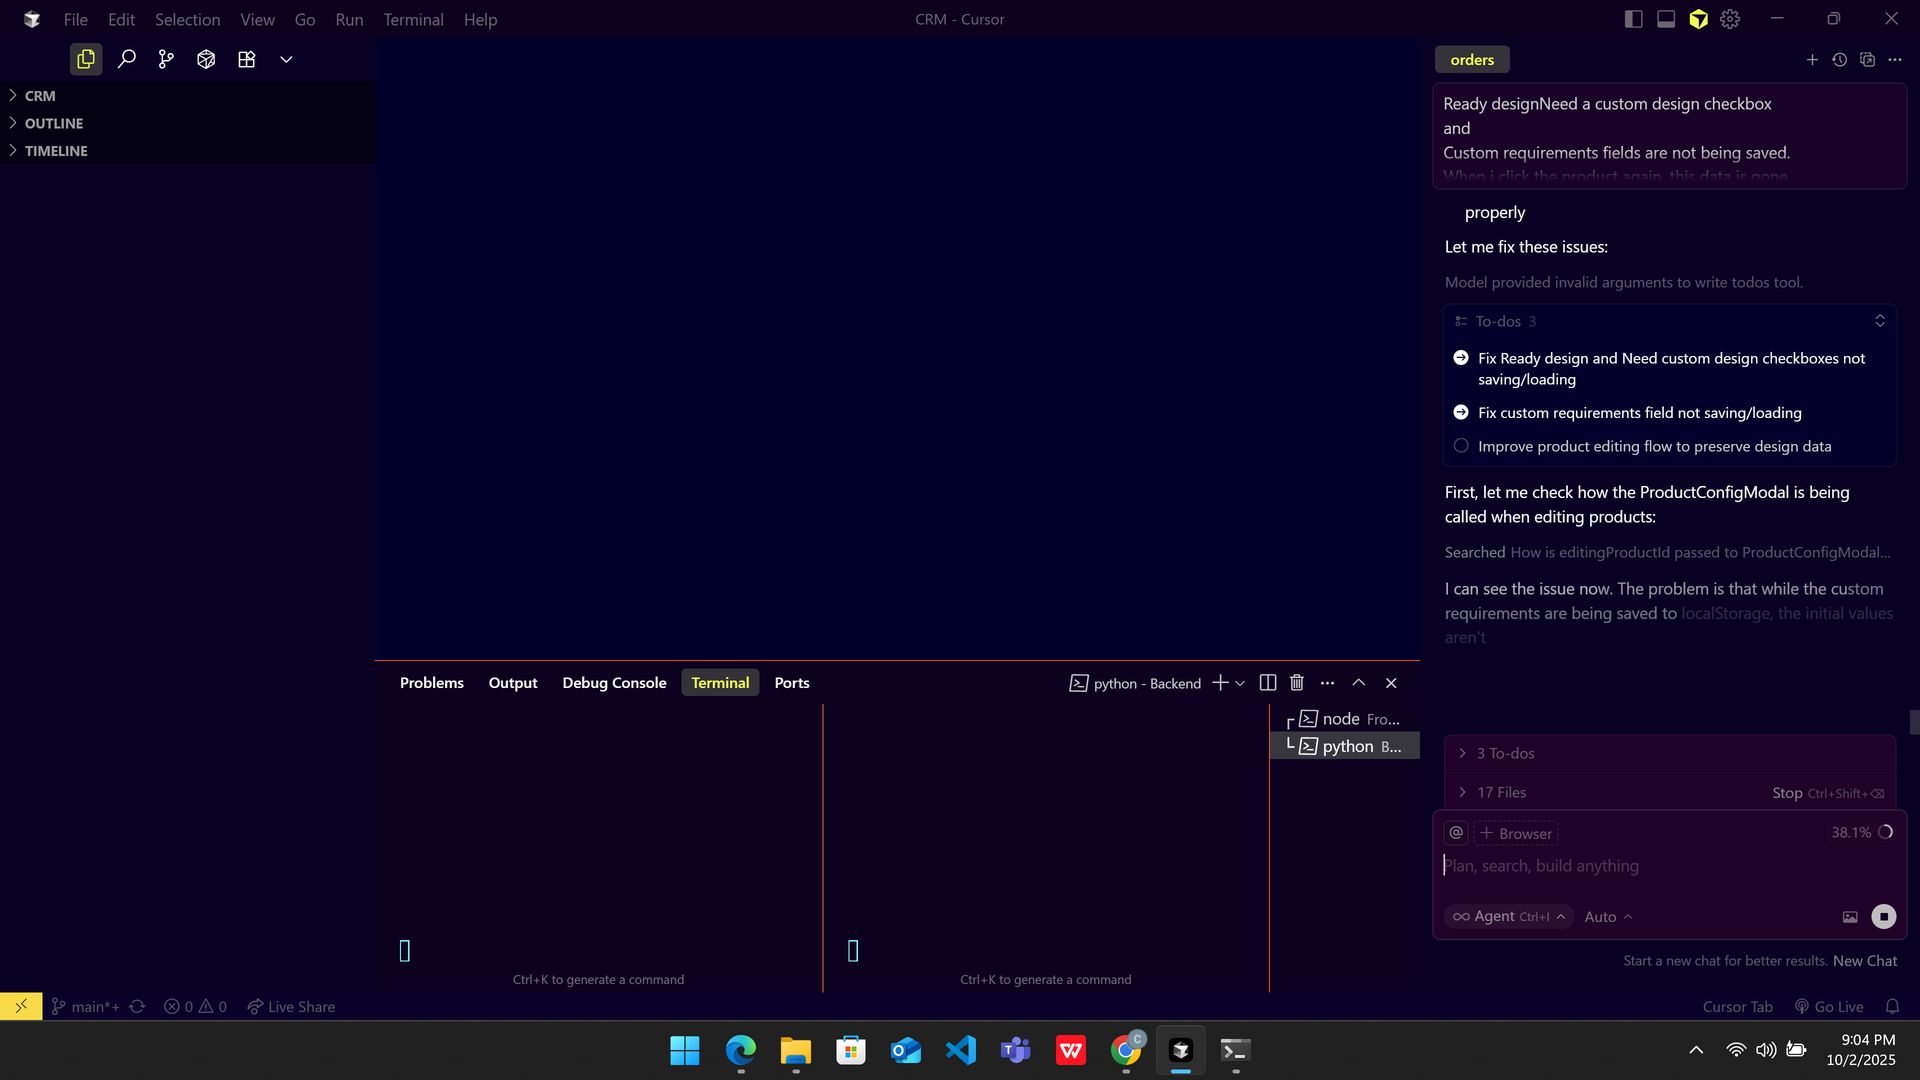 File Edit Selection View Go Run Terminal Help
CRM - Cursor
CRM
OUTLINE
TIMELINE
orders
Ready designNeed a custom design checkbox
and
Custom requirements fields are not being saved.
When i click the product again, this data is gone
properly
Let me fix these issues:
Model provided invalid arguments to write todos tool.
To-dos 3
Fix Ready design and Need custom design checkboxes not
saving/loading
Fix custom requirements field not saving/loading
Improve product editing flow to preserve design data
First, let me check how the ProductConfigModal is being
called when editing products:
Searched How is editingProductId passed to ProductConfigModal...
I can see the issue now. The problem is that while the custom
requirements are being saved to localStorage, the initial values
aren't
3 To-dos
17 Files Stop Ctrl+Shift+⌫
@ + Browser 38.1%
Plan, search, build anything
Agent Ctrl+I Auto
Start a new chat for better results. New Chat
Problems Output Debug Console Terminal Ports
python - Backend
node Fro...
python B...
Ctrl+K to generate a command
Ctrl+K to generate a command
main*+ 0 0 Live Share
Cursor Tab Go Live
9:04 PM
10/2/2025